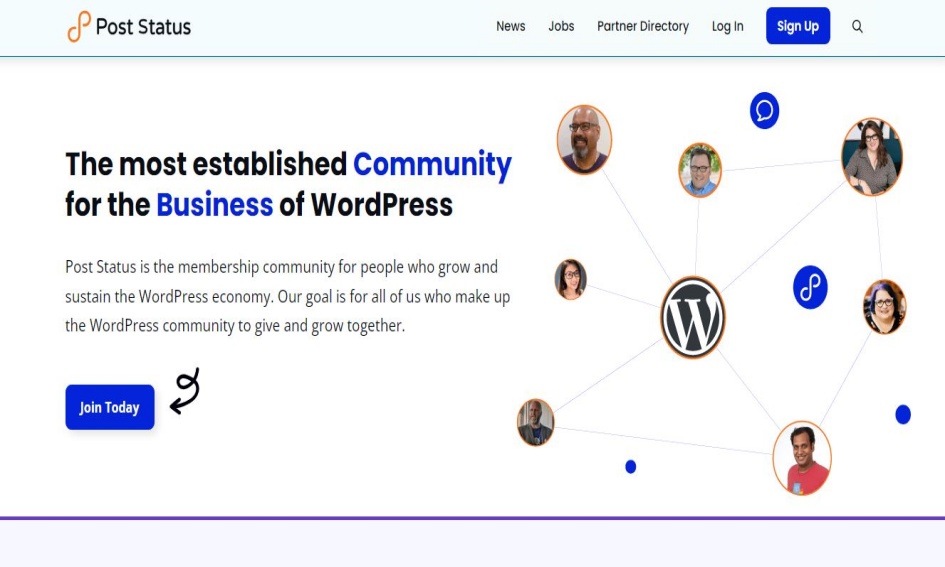 Post Status
News Jobs Partner Directory Log In Sign Up
The most established Community
for the Business of WordPress
Post Status is the membership community for people who grow and
sustain the WordPress economy. Our goal is for all of us who make up
the WordPress community to give and grow together.
Join Today
W